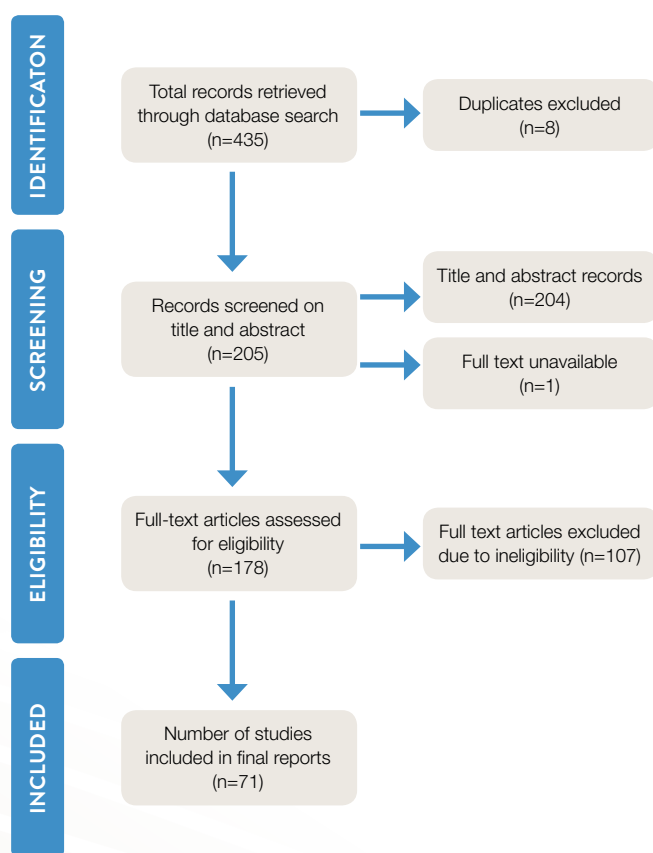 IDENTIFICATON
Total records retrieved
through database search
(n=435)
Duplicates excluded
(n=8)
SCREENING
Records screened on
title and abstract
(n=205)
Title and abstract records
(n=204)
Full text unavailable
(n=1)
ELIGIBILITY
Full-text articles assessed
for eligibility
(n=178)
Full text articles excluded
due to ineligibility (n=107)
INCLUDED
Number of studies
included in final reports
(n=71)